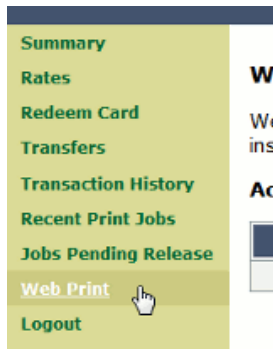 Summary
Rates
Redeem Card
Transfers
Transaction History
Recent Print Jobs
Jobs Pending Release
Web Print
Logout